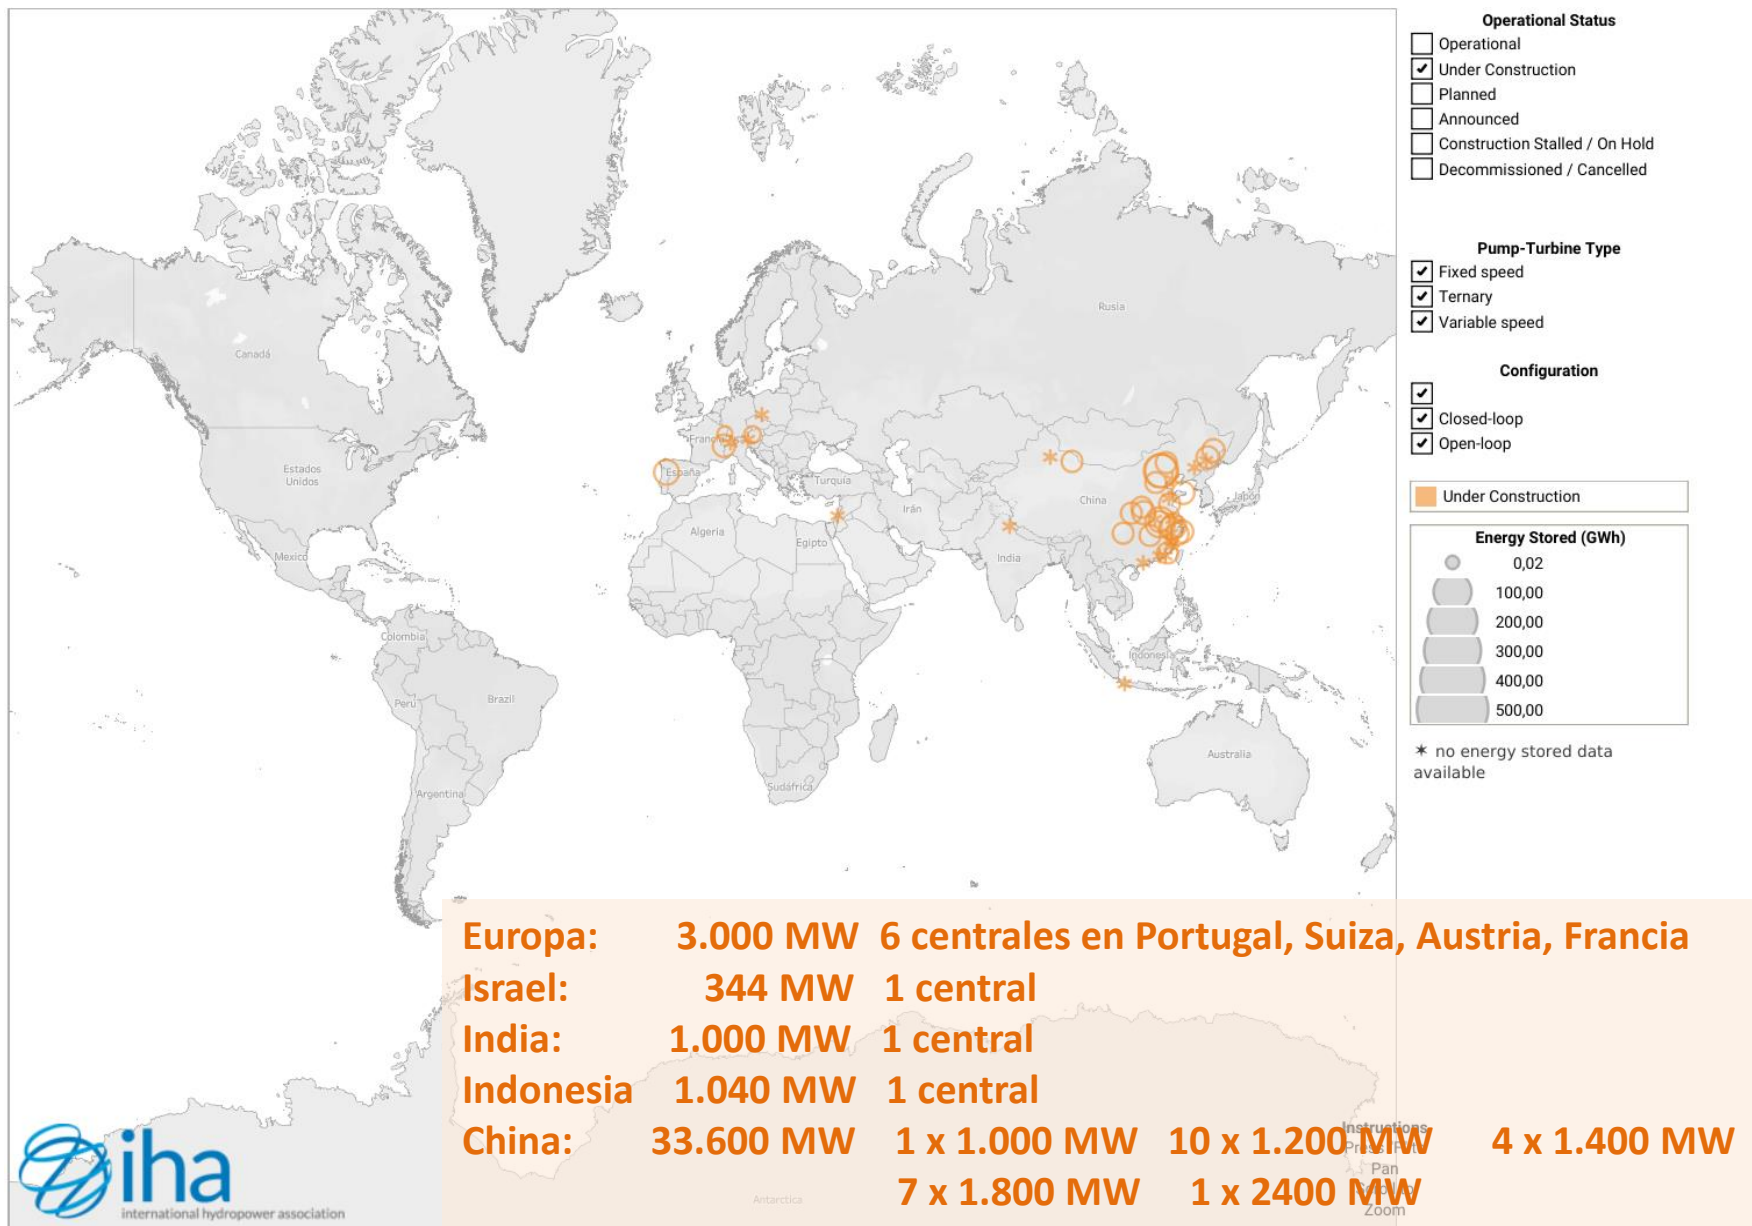 Operational Status
Operational
Under Construction
Planned
Announced
Construction Stalled / On Hold
Decommissioned / Cancelled
Pump-Turbine Type
Fixed speed
Ternary
Variable speed
Configuration
Closed-loop
Open-loop
Under Construction
Energy Stored (GWh)
0,02
100,00
200,00
300,00
400,00
500,00
* no energy stored data
available
Rusia
Canadá
Francia
España
Estados
Unidos
Turquía
China
Japón
Irán
Argelia
Egipto
Mexico
India
Colombia
Indonesia
Perú
Brazil
Australia
Sudáfrica
Argentina
Europa: 3.000 MW 6 centrales en Portugal, Suiza, Austria, Francia
Israel: 344 MW 1 central
India: 1.000 MW 1 central
Indonesia 1.040 MW 1 central
China: 33.600 MW 1 x 1.000 MW 10 x 1.200 MW 4 x 1.400 MW
7 x 1.800 MW 1 x 2400 MW
Instructions
Pan
Zoom
Antarctica
iha
international hydropower association